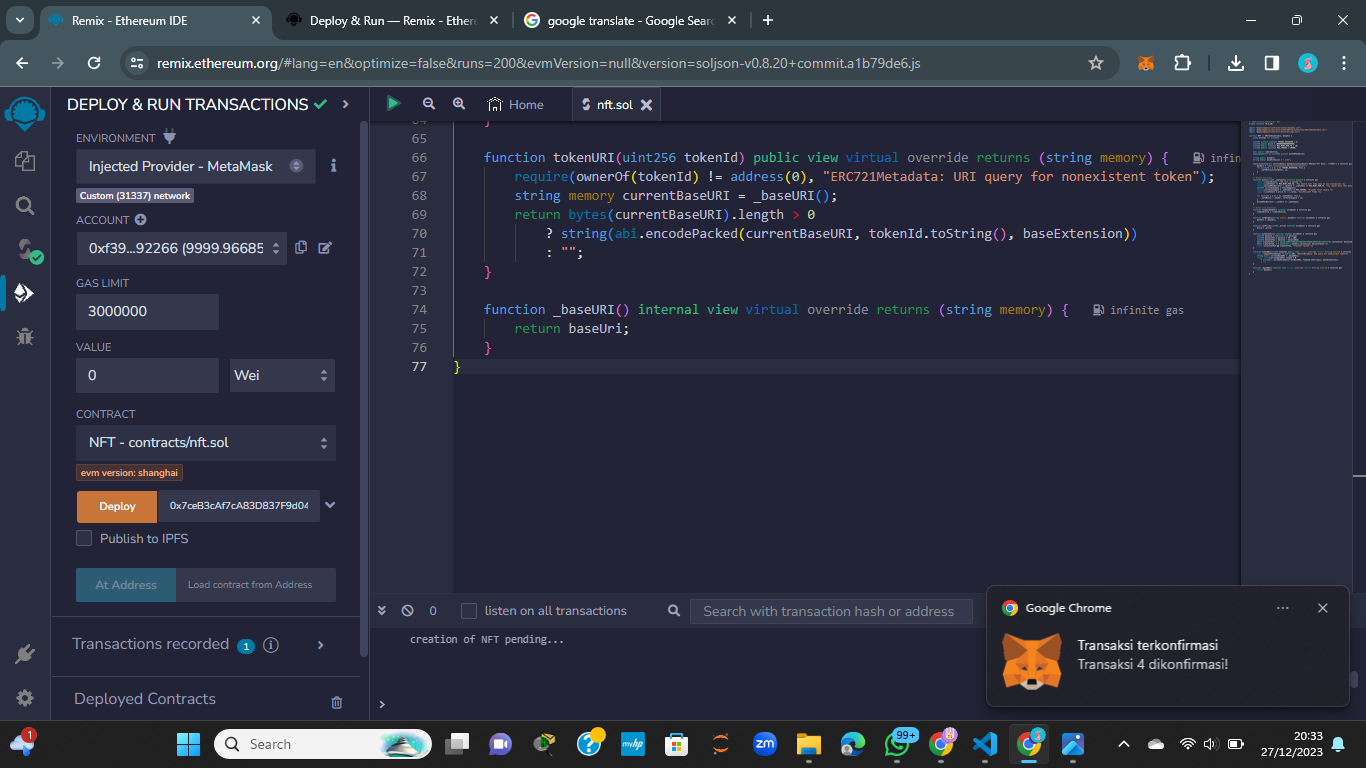 Remix - Ethereum IDE
Deploy & Run — Remix - Ethere
google translate - Google Searc
remix.ethereum.org/#lang=en&optimize=false&runs=200&evmVersion=null&version=soljson-v0.8.20+commit.a1b79de6.js
DEPLOY & RUN TRANSACTIONS
ENVIRONMENT
Injected Provider - MetaMask
Custom (31337) network
ACCOUNT
0xf39...92266 (9999.96685
GAS LIMIT
3000000
VALUE
0
Wei
CONTRACT
NFT - contracts/nft.sol
evm version: shanghai
Deploy
0x7ceB3cAf7cA83D837F9d04
Publish to IPFS
At Address
Load contract from Address
Transactions recorded 1 i
Deployed Contracts
Home
nft.sol
64 }
65
66 function tokenURI(uint256 tokenId) public view virtual override returns (string memory) { infin
67 require(ownerOf(tokenId) != address(0), "ERC721Metadata: URI query for nonexistent token");
68 string memory currentBaseURI = _baseURI();
69 return bytes(currentBaseURI).length > 0
70 ? string(abi.encodePacked(currentBaseURI, tokenId.toString(), baseExtension))
71 : "";
72 }
73
74 function _baseURI() internal view virtual override returns (string memory) { infinite gas
75 return baseUri;
76 }
77 }
0
listen on all transactions
Search with transaction hash or address
creation of NFT pending...
>
Google Chrome
Transaksi terkonfirmasi
Transaksi 4 dikonfirmasi!
1
Search
myhp
zm
99+
20:33
27/12/2023